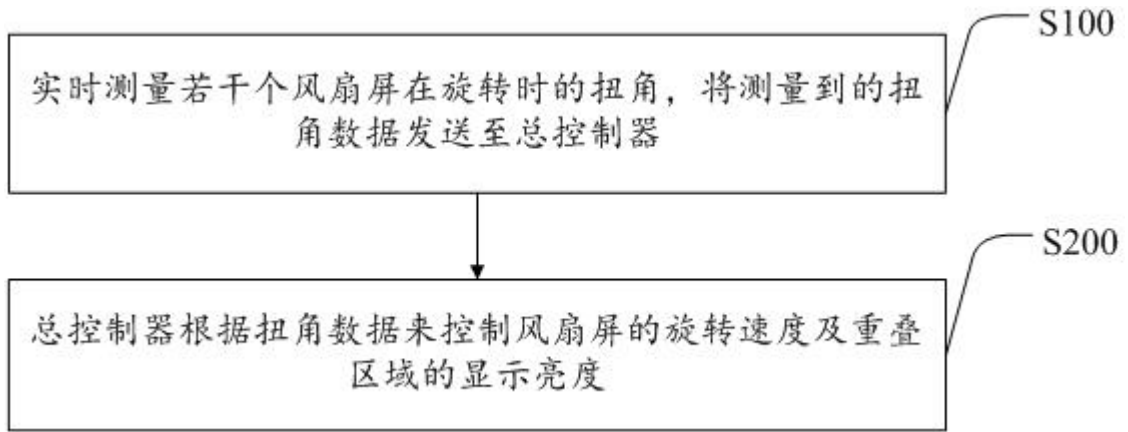 S100
实时测量若干个风扇屏在旋转时的扭角，将测量到的扭
角数据发送至总控制器
S200
总控制器根据扭角数据来控制风扇屏的旋转速度及重叠
区域的显示亮度